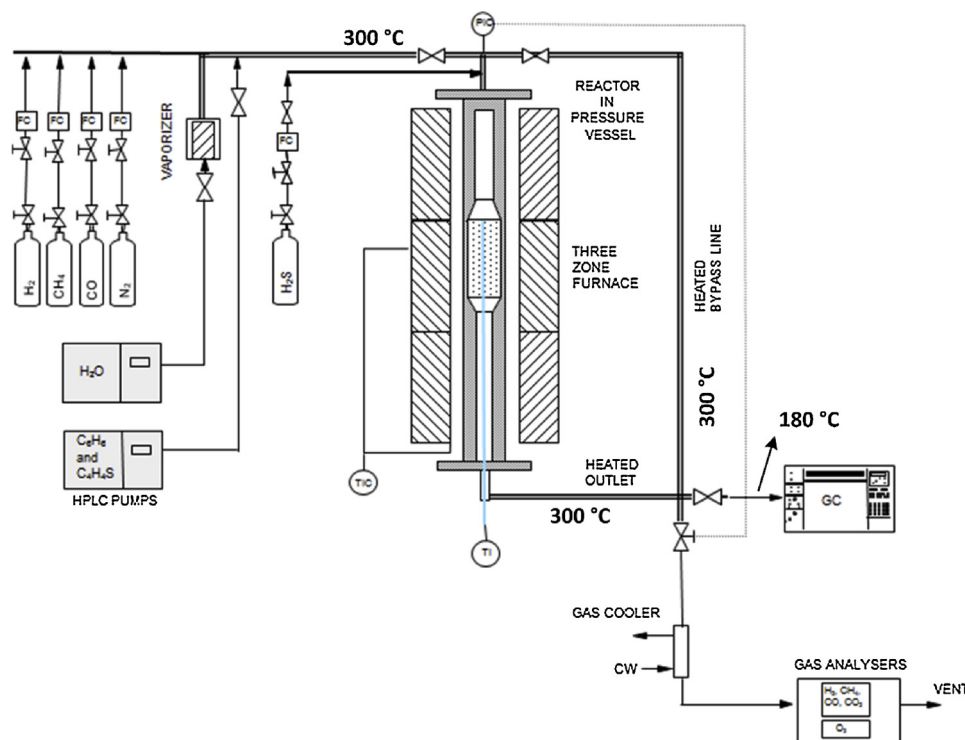 PIC
300 °C
REACTOR
IN
PRESSURE
VESSEL
FC
FC
FC
FC
VAPORIZER
FC
H₂
CH₄
CO
N₂
H₂S
THREE
ZONE
FURNACE
HEATED
BYPASS LINE
H₂O
300 °C
180 °C
C₆H₆
and
C₄H₄S
HPLC PUMPS
TIC
HEATED
OUTLET
300 °C
GC
TI
GAS COOLER
CW
GAS ANALYSERS
H₂, CH₄,
CO, CO₂
O₂
VENT